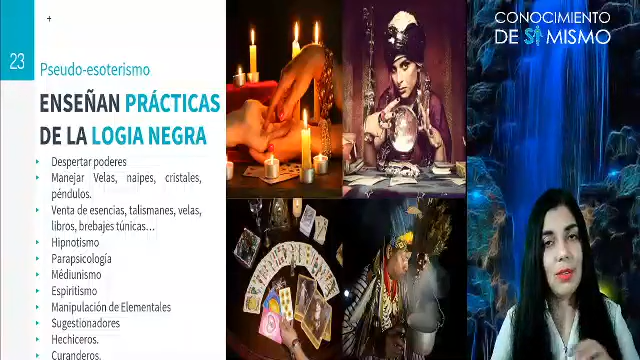 23
Pseudo-esoterismo
ENSEÑAN PRÁCTICAS
DE LA LOGIA NEGRA
Despertar poderes
Manejar Velas, naipes, cristales,
péndulos.
Venta de esencias, talismanes, velas,
libros, brebajes túnicas...
Hipnotismo
Parapsicología
Médiunismo
Espiritismo
Manipulación de Elementales
Sugestionadores
Hechiceros.
Curanderos.
CONOCIMIENTO
DE SÍ MISMO